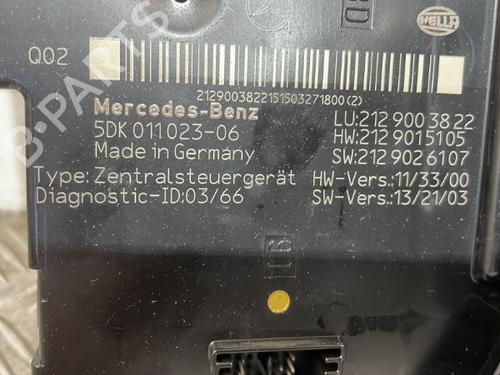 HELLA
Q02
2129003822151503271800(2)
Mercedes-Benz
5DK 011023-06
Made in Germany
Type: Zentralsteuergerät
Diagnostic-ID:03/66
LU:212 900 38 22
HW:212 901 51 05
SW:212 902 61 07
HW-Vers.:11/33/00
SW-Vers.:13/21/03
B-PARTS